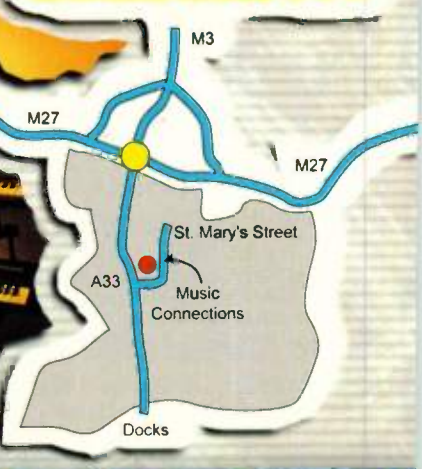 M3
M27
M27
St. Mary's Street
A33
Music
Connections
Docks